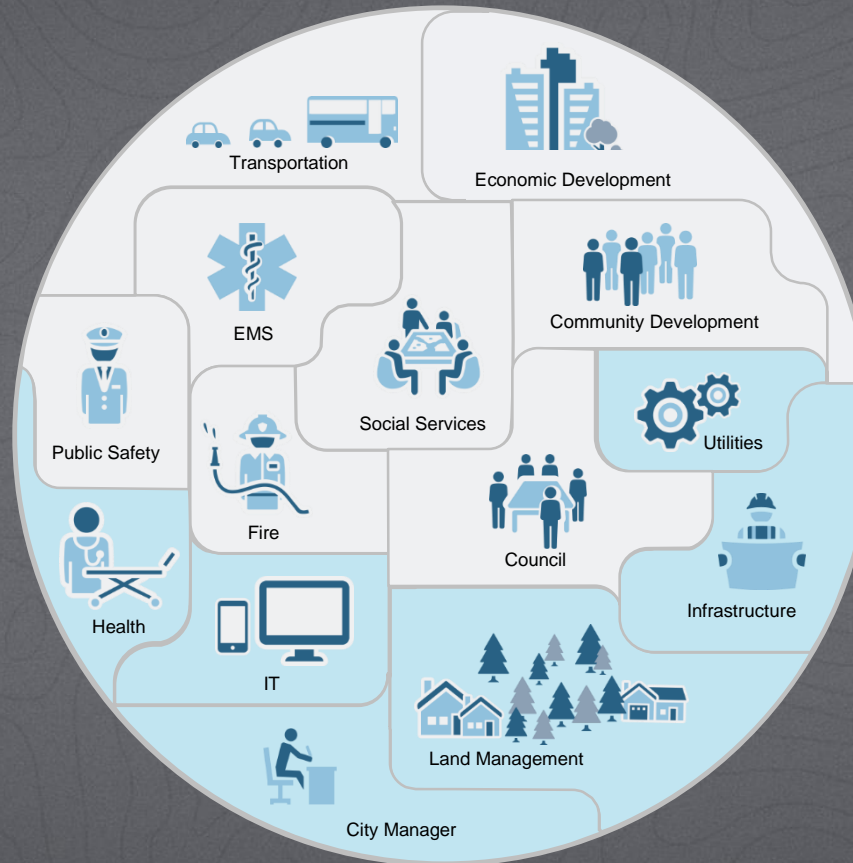 Transportation
Economic Development
EMS
Community Development
Social Services
Utilities
Public Safety
Fire
Council
Infrastructure
Health
IT
Land Management
City Manager